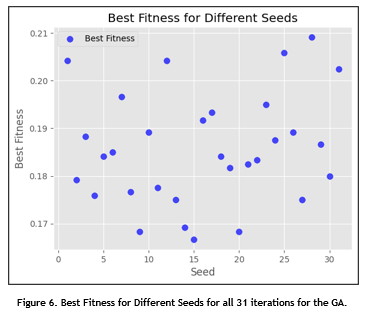 Best Fitness for Different Seeds
Best Fitness
0.21
0.20
0.19
0.18
0.17
Best Fitness
0 5 10 15 20 25 30
Seed
Figure 6. Best Fitness for Different Seeds for all 31 iterations for the GA.